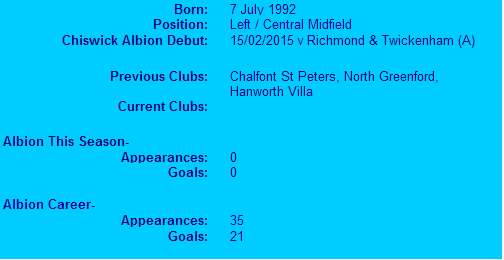 Born: 7 July 1992
Position: Left / Central Midfield
Chiswick Albion Debut: 15/02/2015 v Richmond & Twickenham (A)
Previous Clubs: Chalfont St Peters, North Greenford,
Hanworth Villa
Current Clubs:
Albion This Season-
Appearances: 0
Goals: 0
Albion Career-
Appearances: 35
Goals: 21